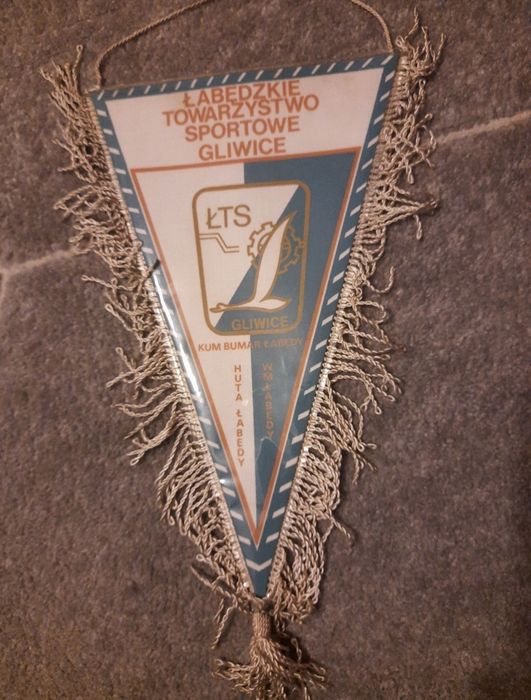 ŁABĘDZKIE
TOWARZYSTWO
SPORTOWE
GLIWICE
ŁTS
GLIWICE
KUM BUMAR ŁABĘDY
HUTA ŁABĘDY
WM ŁABĘDY